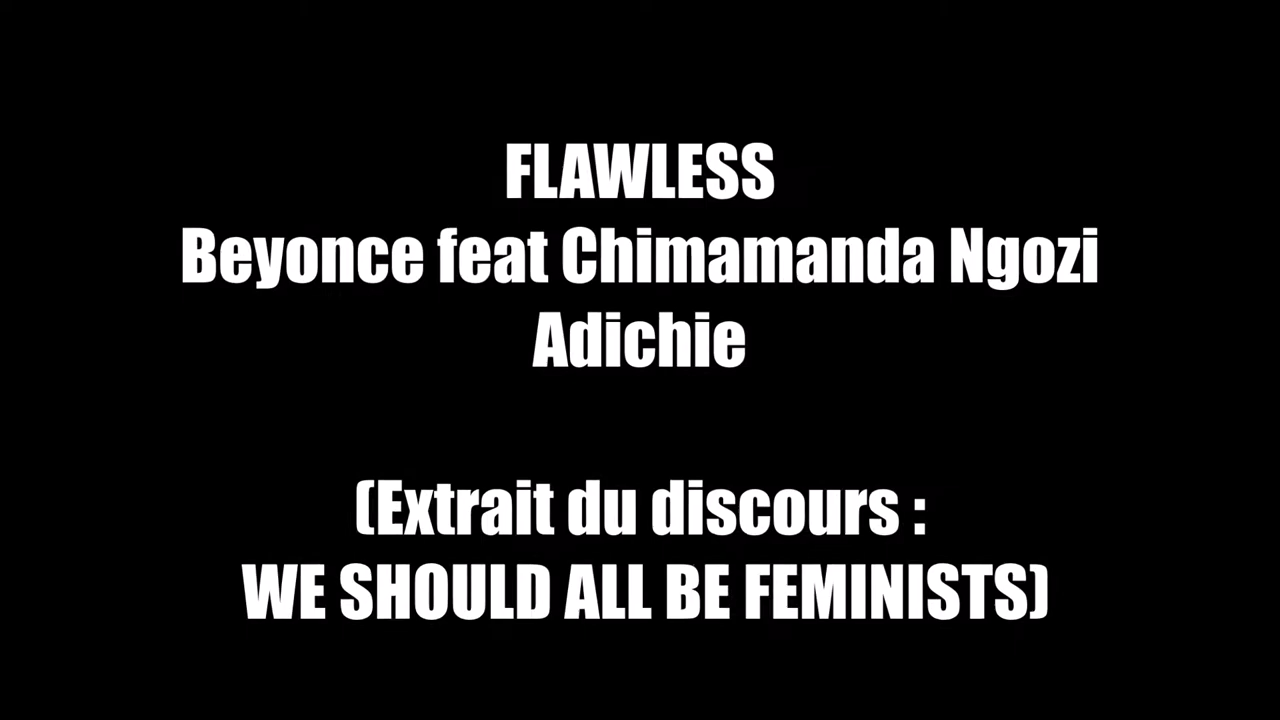 FLAWLESS
Beyonce feat Chimamanda Ngozi
Adichie
(Extrait du discours :
WE SHOULD ALL BE FEMINISTS)